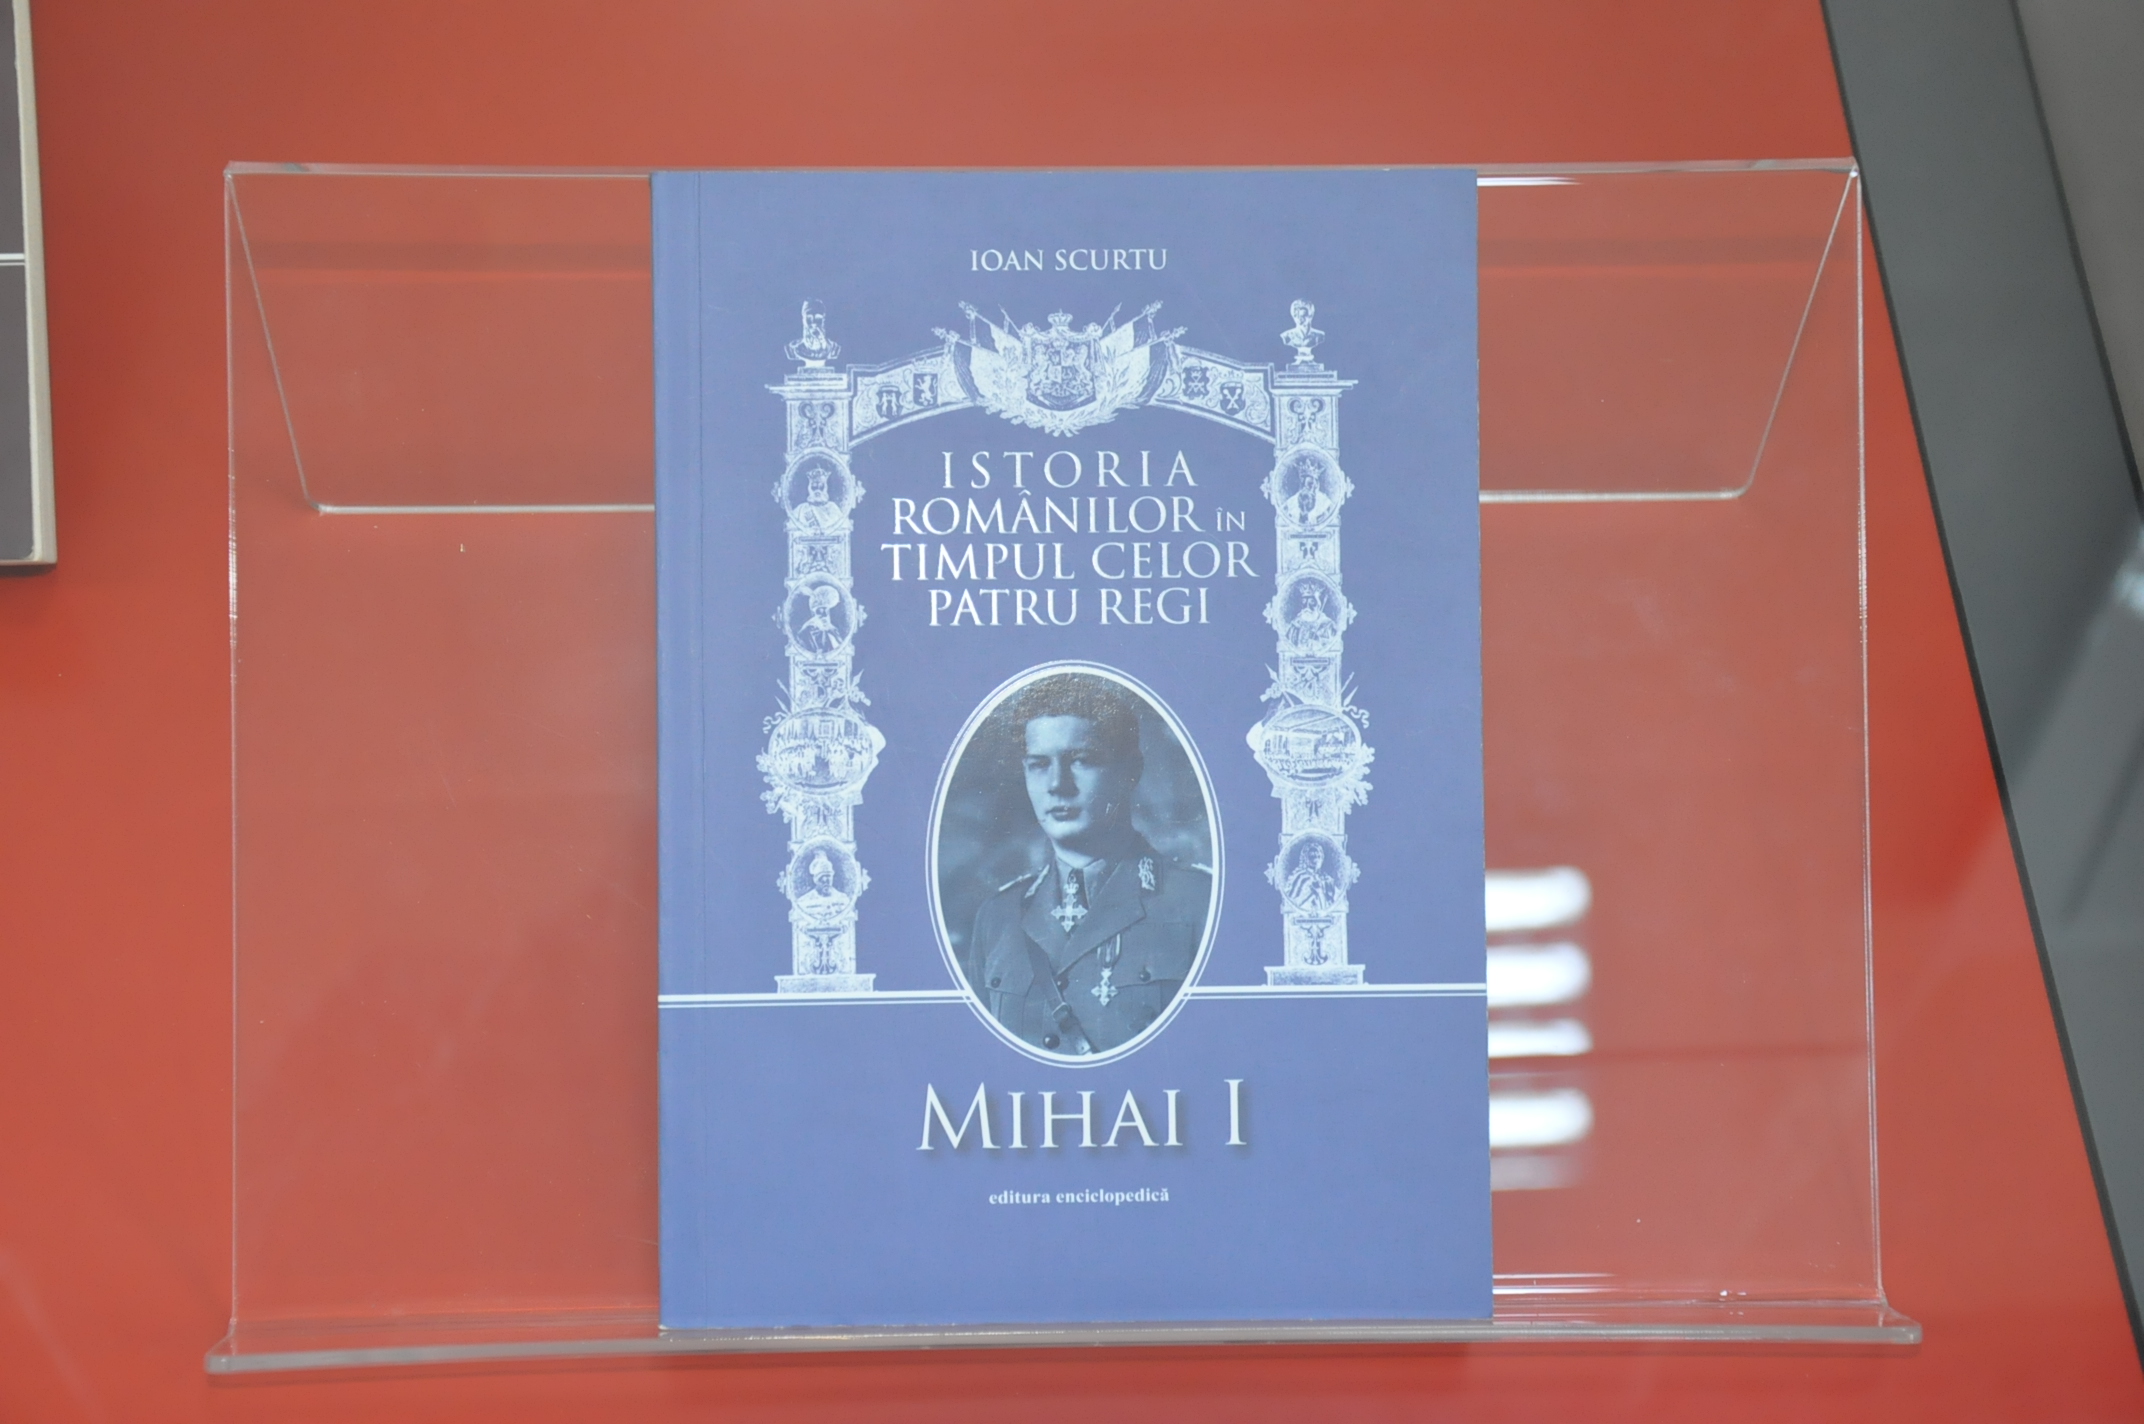 IOAN SCURTU
ISTORIA
ROMÂNILOR ÎN
TIMPUL CELOR
PATRU REGI
MIHAI I
editura enciclopedică